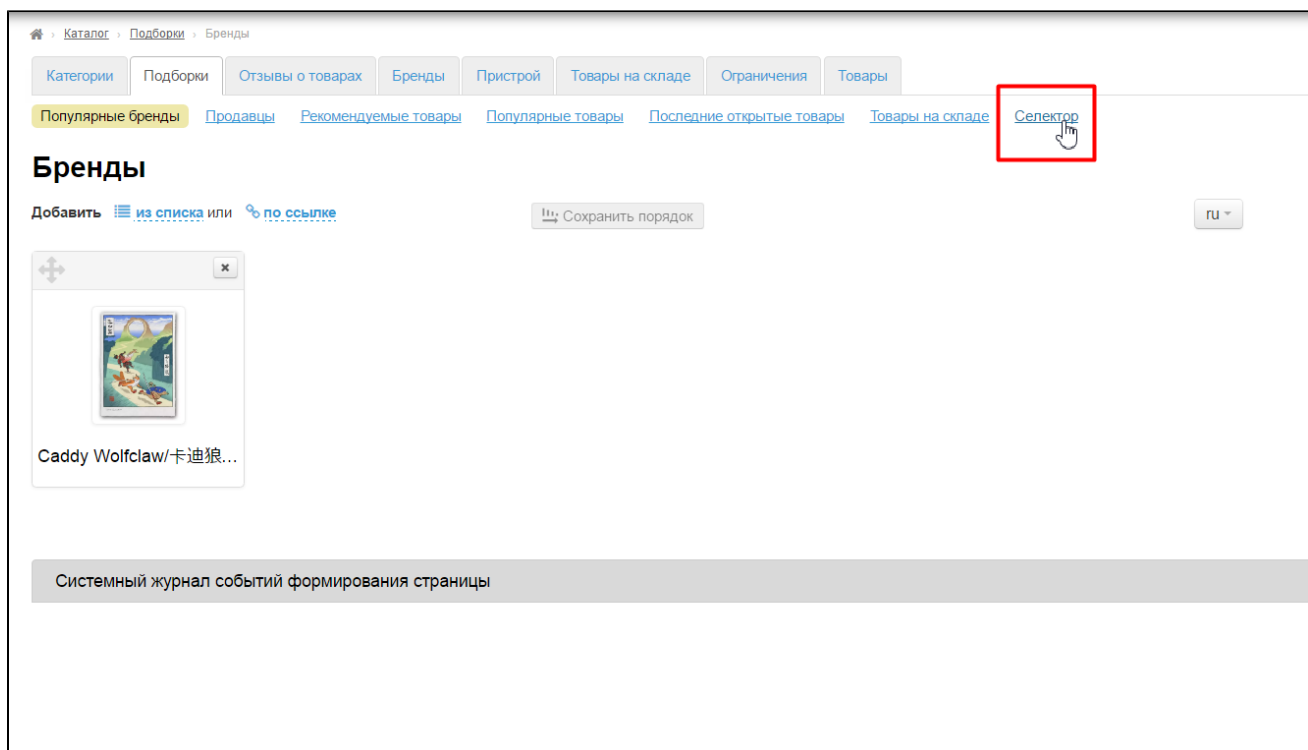 › Каталог › Подборки › Бренды
Категории Подборки Отзывы о товарах Бренды Пристрой Товары на складе Ограничения Товары
Популярные бренды Продавцы Рекомендуемые товары Популярные товары Последние открытые товары Товары на складе Селектор
Бренды
Добавить из списка или по ссылке Сохранить порядок ru
Caddy Wolfclaw/卡迪狼...
Системный журнал событий формирования страницы